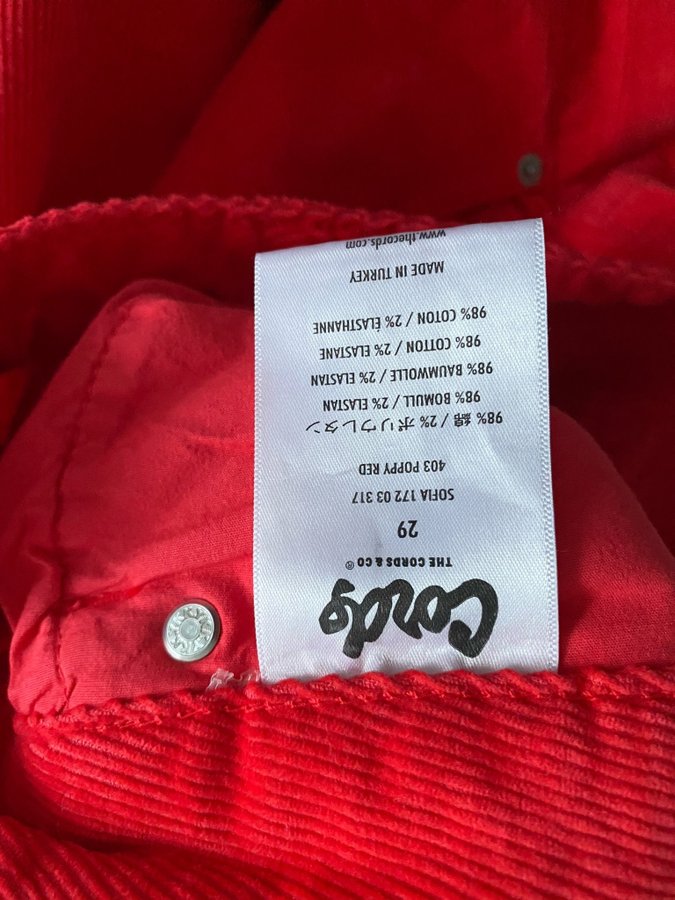 Cords
THE CORDS & CO®
29
SOFIA 172 03 317
403 POPPY RED
98% 綿 / 2% ポリウレタン
98% BOMULL / 2% ELASTAN
98% BAUMWOLLE / 2% ELASTAN
98% COTTON / 2% ELASTANE
98% COTON / 2% ÉLASTHANNE
MADE IN TURKEY
www.thecords.com